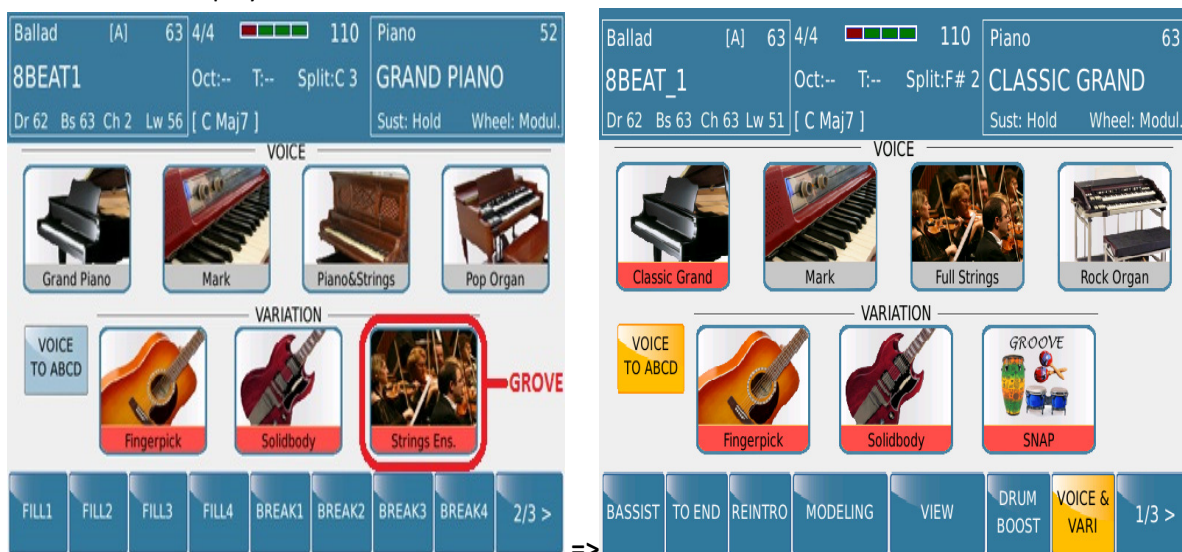 Ballad [A] 63 4/4 110 Piano 52
8BEAT1 Oct:-- T:-- Split:C 3 GRAND PIANO
Dr 62 Bs 63 Ch 2 Lw 56 [ C Maj7 ] Sust: Hold Wheel: Modul.
VOICE
Grand Piano Mark Piano&Strings Pop Organ
VARIATION
VOICE
TO ABCD
GROVE
Fingerpick Solidbody Strings Ens.
FILL1 FILL2 FILL3 FILL4 BREAK1 BREAK2 BREAK3 BREAK4 2/3 >
=>
Ballad [A] 63 4/4 110 Piano 63
8BEAT_1 Oct:-- T:-- Split:F# 2 CLASSIC GRAND
Dr 62 Bs 63 Ch 63 Lw 51 [ C Maj7 ] Sust: Hold Wheel: Modul.
VOICE
Classic Grand Mark Full Strings Rock Organ
VARIATION
VOICE
TO ABCD
GROOVE
Fingerpick Solidbody SNAP
BASSIST TO END REINTRO MODELING VIEW DRUM BOOST VOICE & VARI 1/3 >